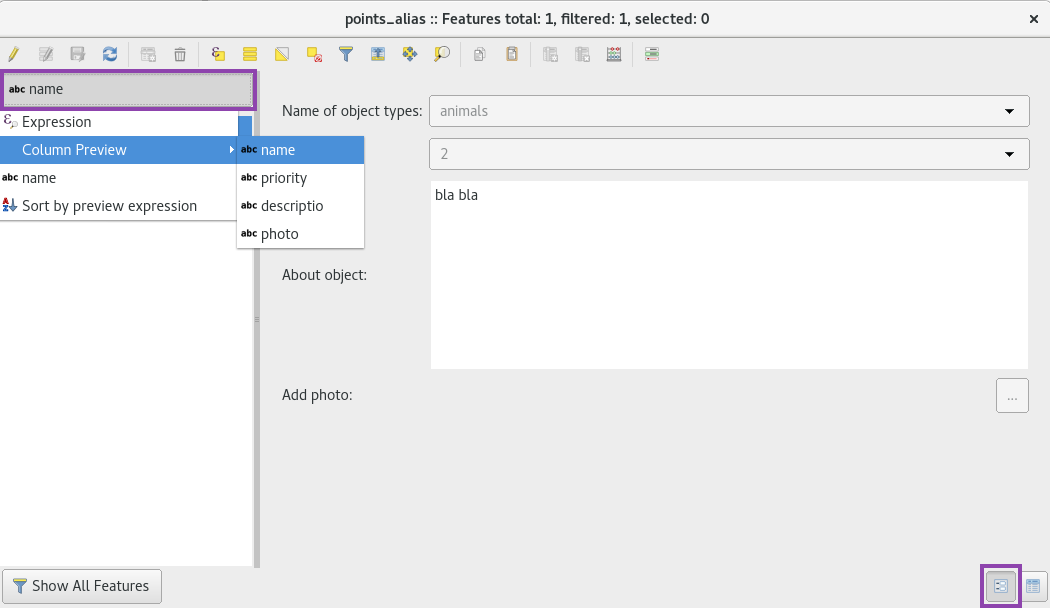 points_alias :: Features total: 1, filtered: 1, selected: 0
abc name
Expression
Column Preview
abc name
Sort by preview expression
abc name
abc priority
abc descriptio
abc photo
Name of object types: animals
2
About object: bla bla
Add photo: ...
Show All Features